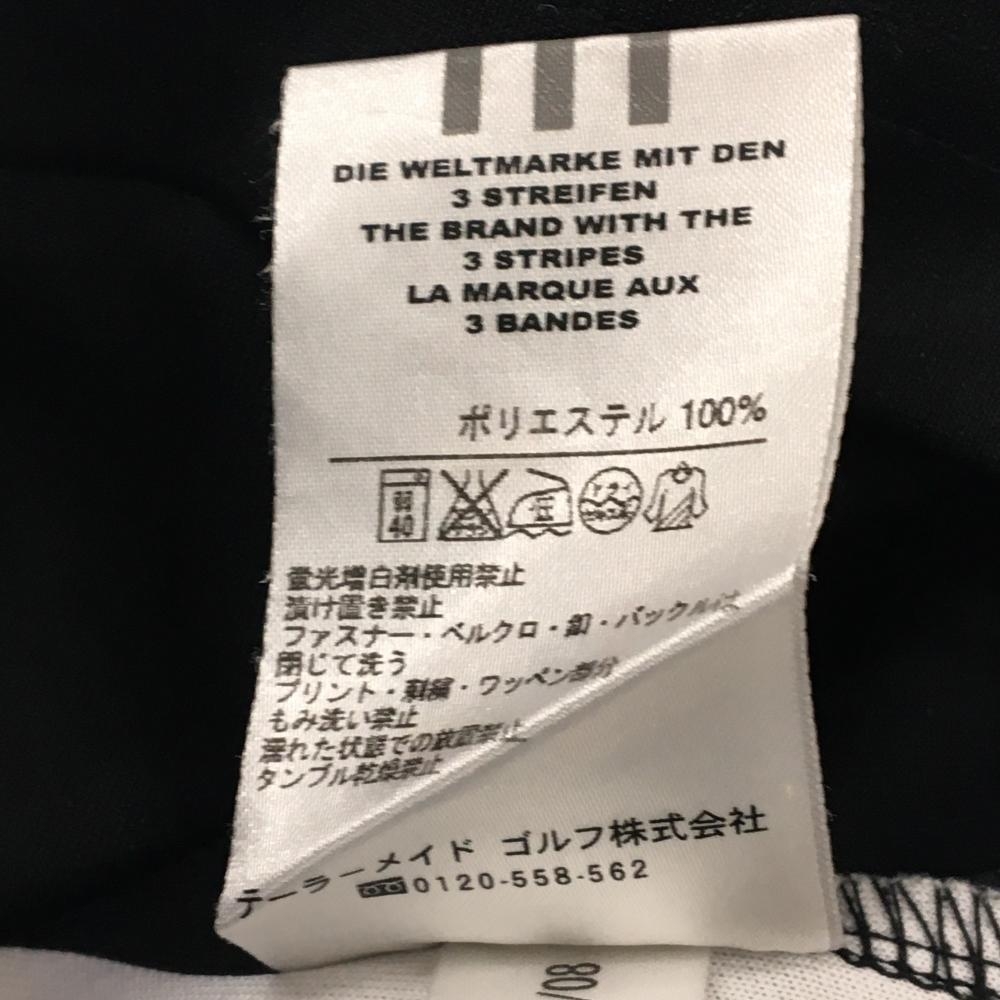 DIE WELTMARKE MIT DEN
3 STREIFEN
THE BRAND WITH THE
3 STRIPES
LA MARQUE AUX
3 BANDES
ポリエステル 100%
弱
40
蛍光増白剤使用禁止
漬け置き禁止
ファスナー・ベルクロ・釦・バックルは
閉じて洗う
プリント・刺繍・ワッペン部分
もみ洗い禁止
濡れた状態での放置禁止
タンブル乾燥禁止
テーラーメイド ゴルフ株式会社
0120-558-562
80/